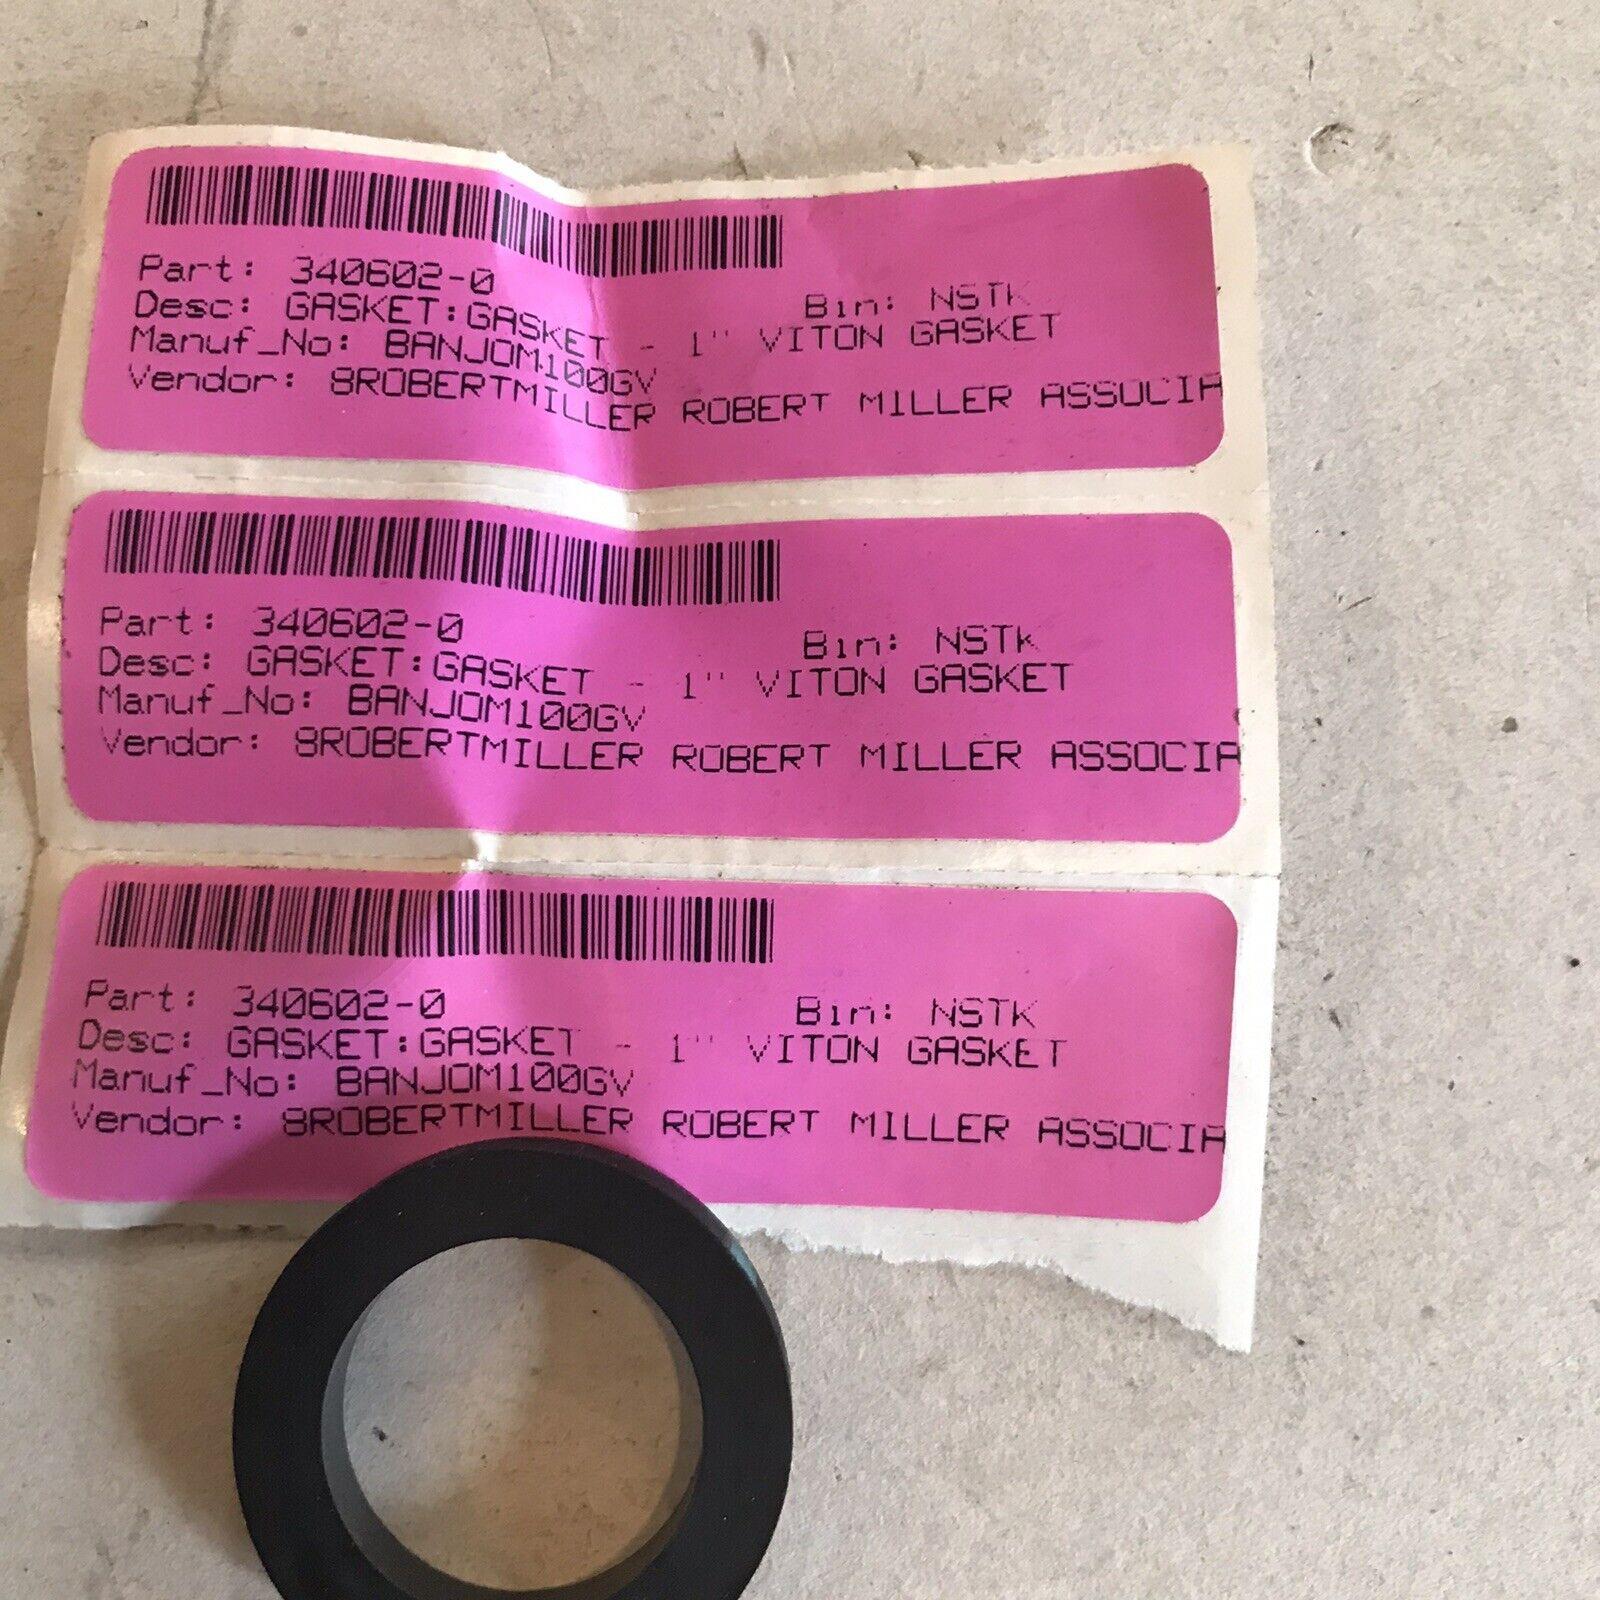 Part: 340602-0
Bin: NSTK
Desc: GASKET:GASKET - 1" VITON GASKET
Manuf_No: BANJOM100GV
Vendor: 8ROBERTMILLER ROBERT MILLER ASSOCIA
Part: 340602-0
Bin: NSTK
Desc: GASKET:GASKET - 1" VITON GASKET
Manuf_No: BANJOM100GV
Vendor: 8ROBERTMILLER ROBERT MILLER ASSOCIA
Part: 340602-0
Bin: NSTK
Desc: GASKET:GASKET - 1" VITON GASKET
Manuf_No: BANJOM100GV
Vendor: 8ROBERTMILLER ROBERT MILLER ASSOCIA